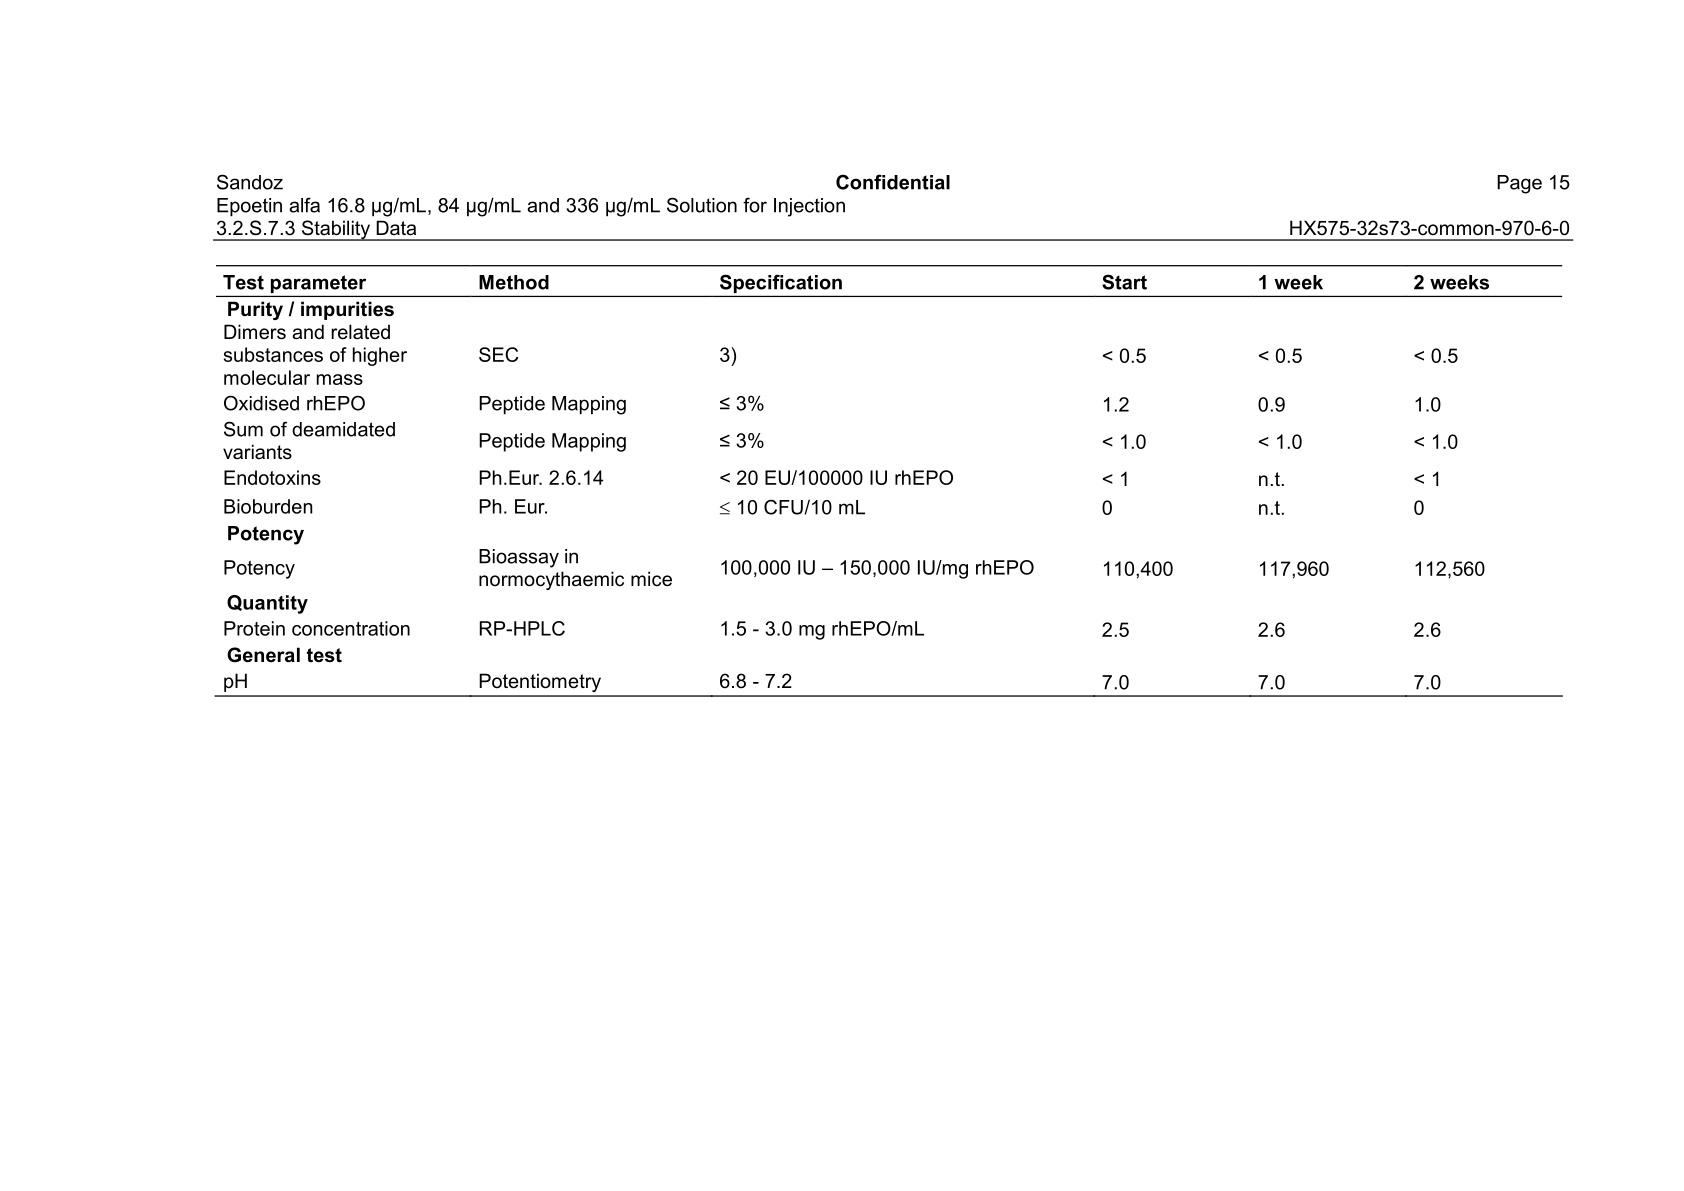 Sandoz Confidential Page 15
Epoetin alfa 16.8 µg/mL, 84 µg/mL and 336 µg/mL Solution for Injection
3.2.S.7.3 Stability Data HX575-32s73-common-970-6-0
Test parameter Method Specification Start 1 week 2 weeks
Purity / impurities
Dimers and related
substances of higher SEC 3) < 0.5 < 0.5 < 0.5
molecular mass
Oxidised rhEPO Peptide Mapping ≤ 3% 1.2 0.9 1.0
Sum of deamidated
variants Peptide Mapping ≤ 3% < 1.0 < 1.0 < 1.0
Endotoxins Ph.Eur. 2.6.14 < 20 EU/100000 IU rhEPO < 1 n.t. < 1
Bioburden Ph. Eur. ≤ 10 CFU/10 mL 0 n.t. 0
Potency
Potency Bioassay in
normocythaemic mice 100,000 IU – 150,000 IU/mg rhEPO 110,400 117,960 112,560
Quantity
Protein concentration RP-HPLC 1.5 - 3.0 mg rhEPO/mL 2.5 2.6 2.6
General test
pH Potentiometry 6.8 - 7.2 7.0 7.0 7.0